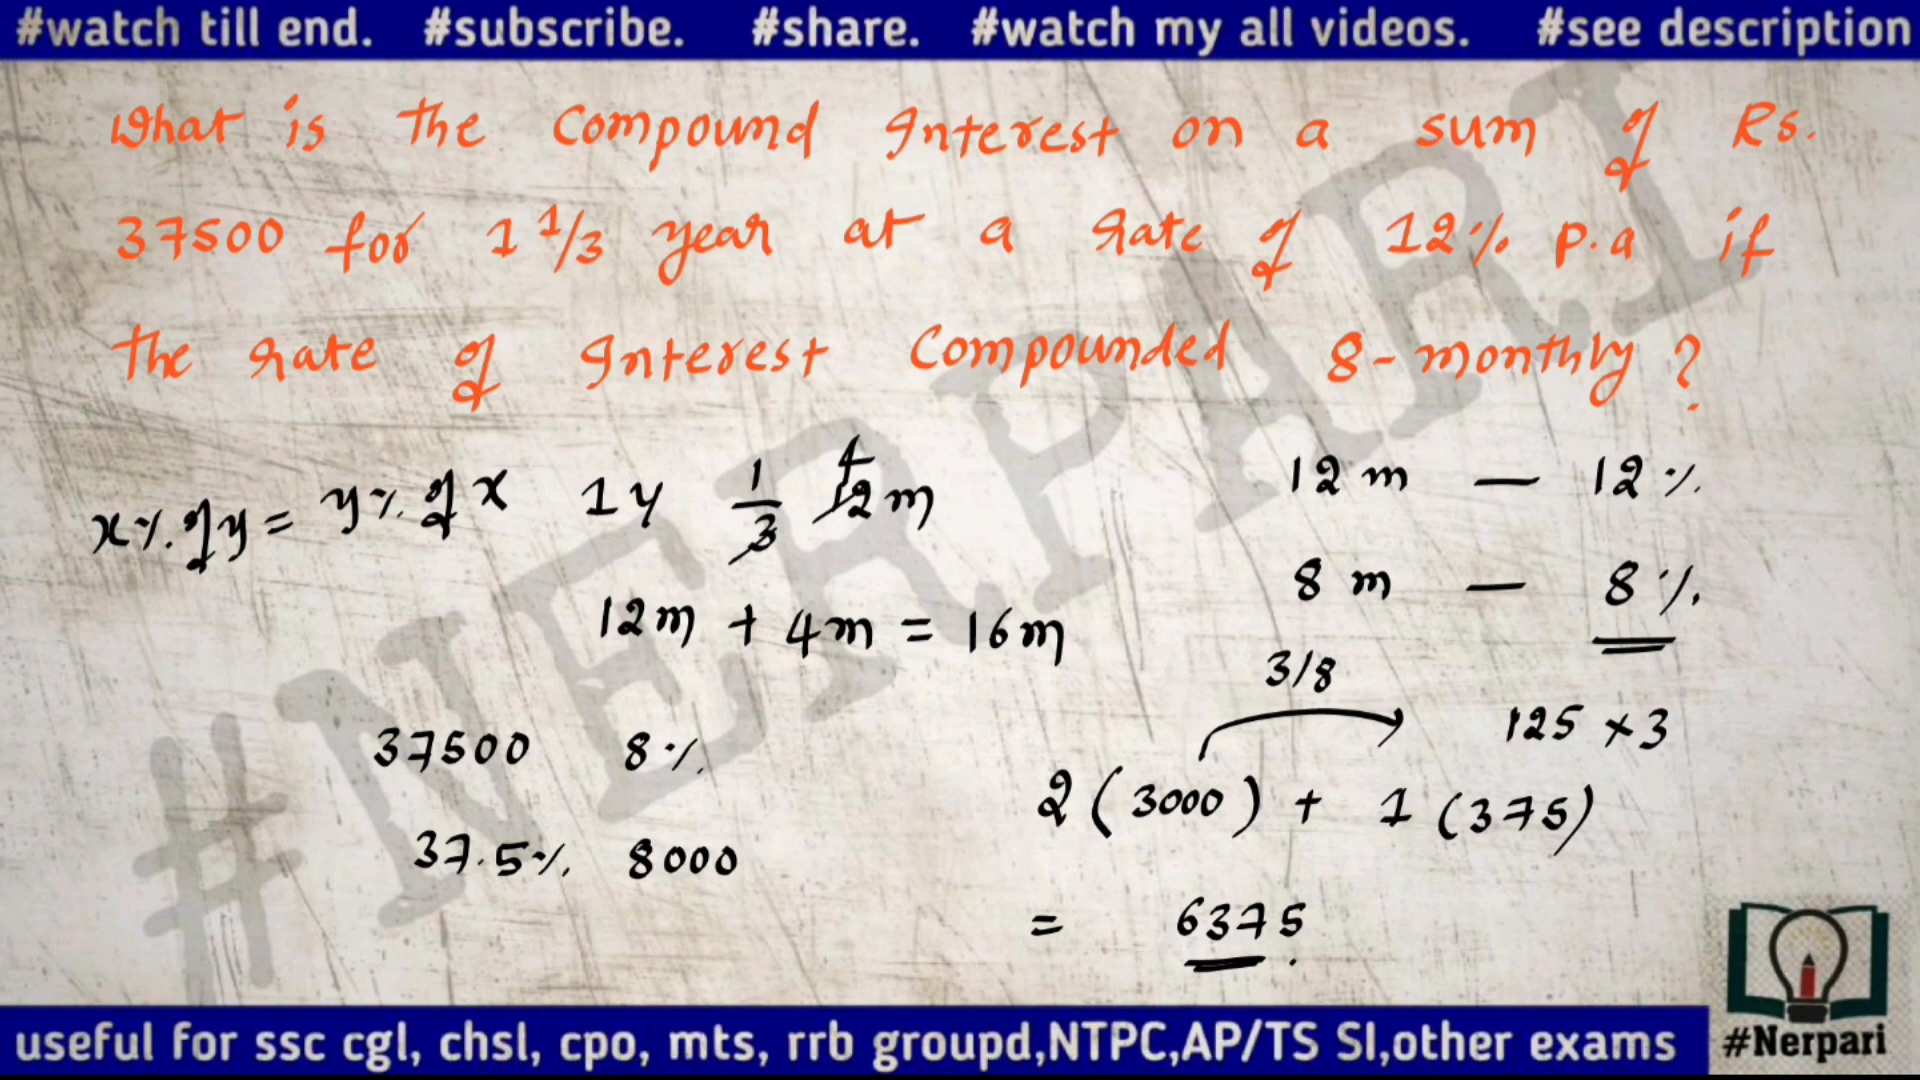 #watch till end. #subscribe. #share. #watch my all videos. #see description
What is the Compound Interest on a sum of Rs.
37500 for 1 1/3 year at a rate of 12% p.a if
the rate of Interest Compounded 8-monthly?
x% of y = y% of x 1y 1/3 12m 4
12m + 4m = 16m
12m — 12%
8m — 8%.
37500 8%.
37.5%. 8000
3/8
125 × 3
2 (3000) + 1 (375)
= 6375.
#NERPARI
useful for ssc cgl, chsl, cpo, mts, rrb groupd,NTPC,AP/TS SI,other exams
#Nerpari